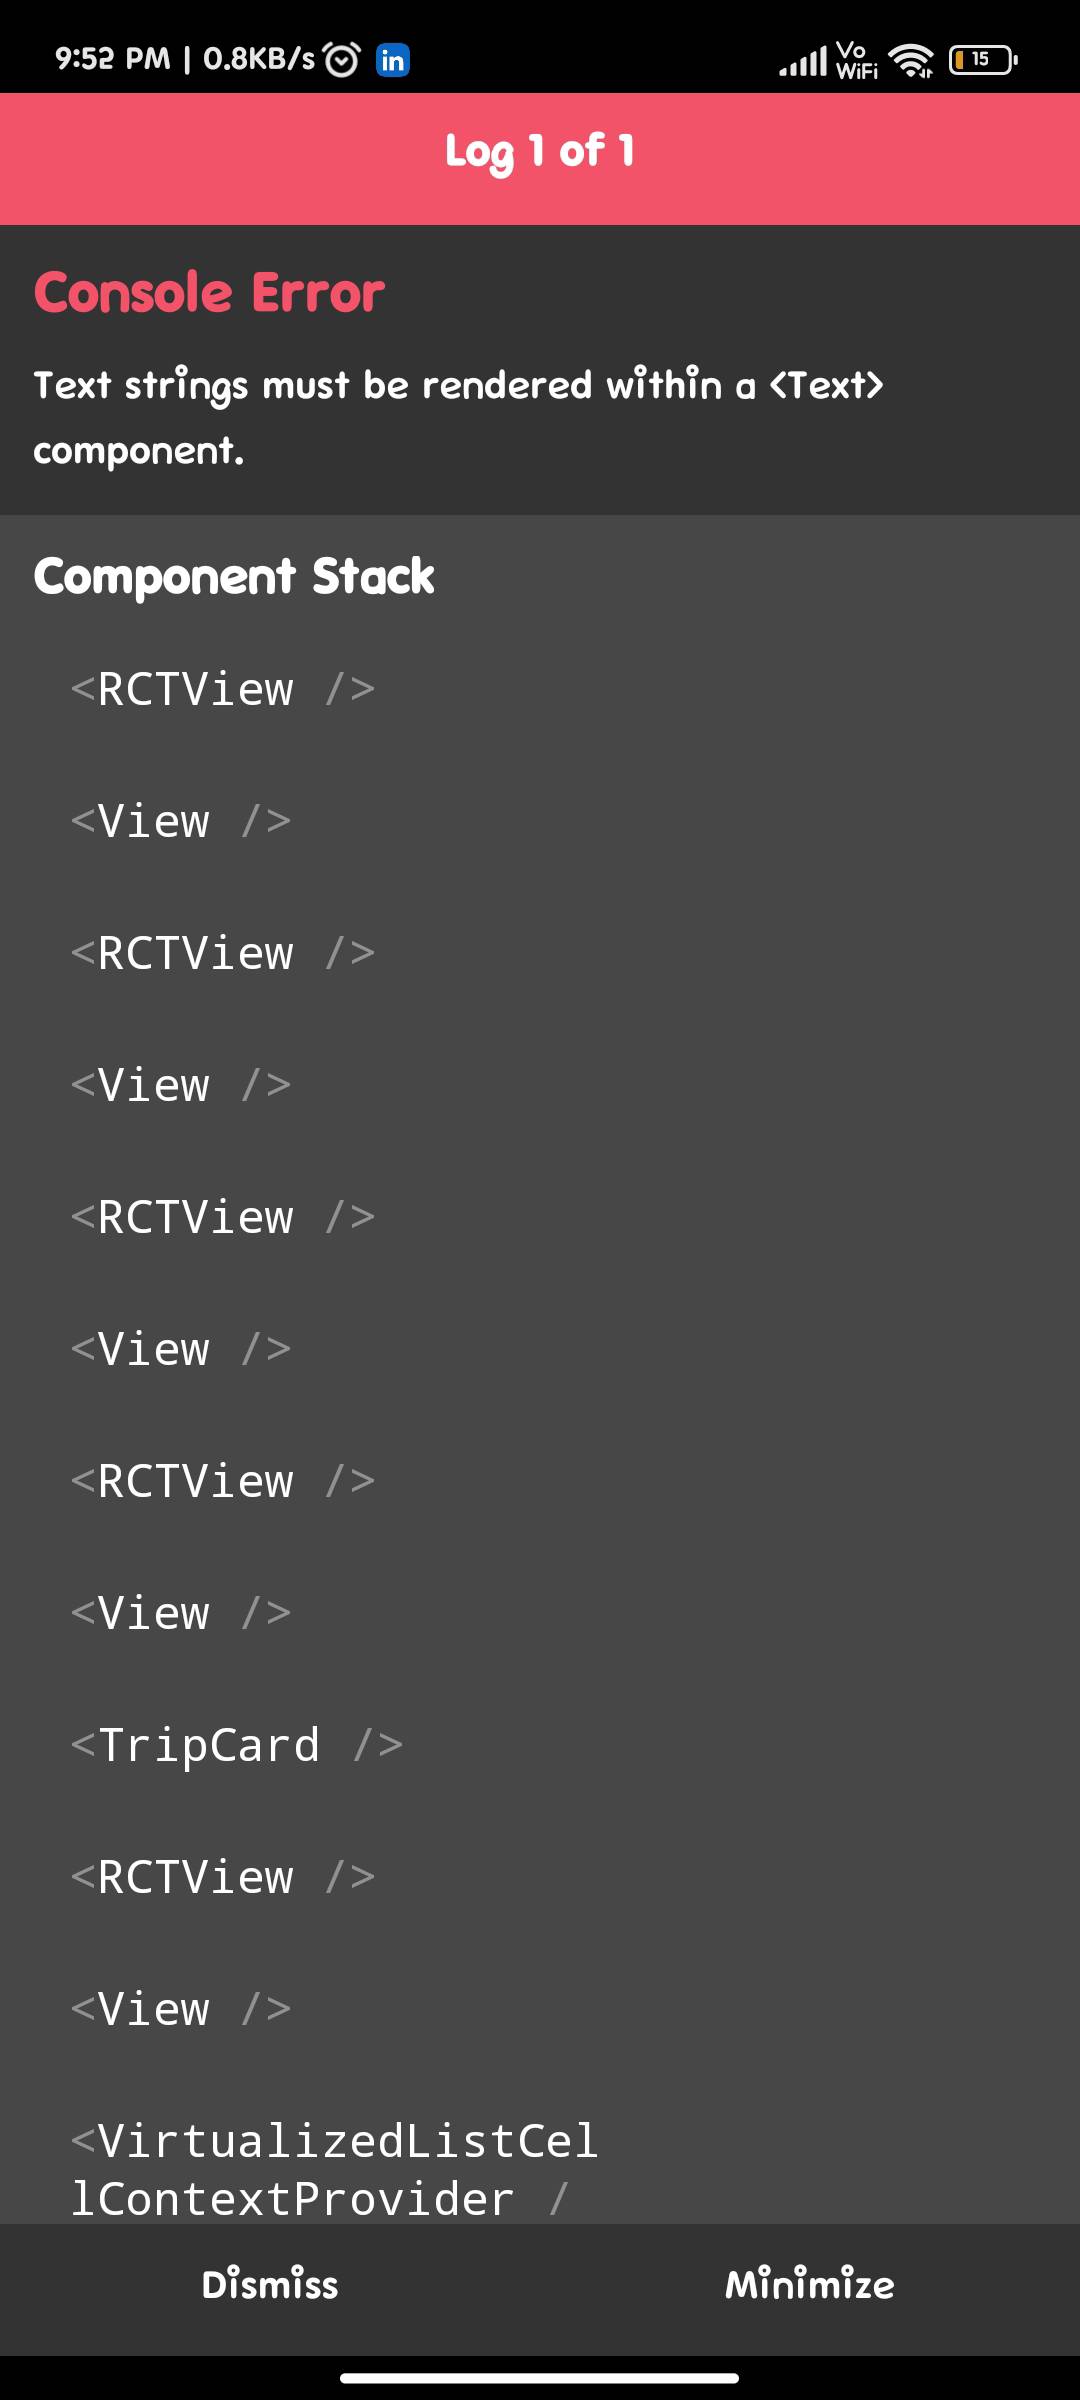 9:52 PM | 0.8KB/s in Vo WiFi 15
Log 1 of 1
Console Error
Text strings must be rendered within a <Text>
component.
Component Stack
<RCTView />
<View />
<RCTView />
<View />
<RCTView />
<View />
<RCTView />
<View />
<TripCard />
<RCTView />
<View />
<VirtualizedListCel
lContextProvider /
Dismiss Minimize